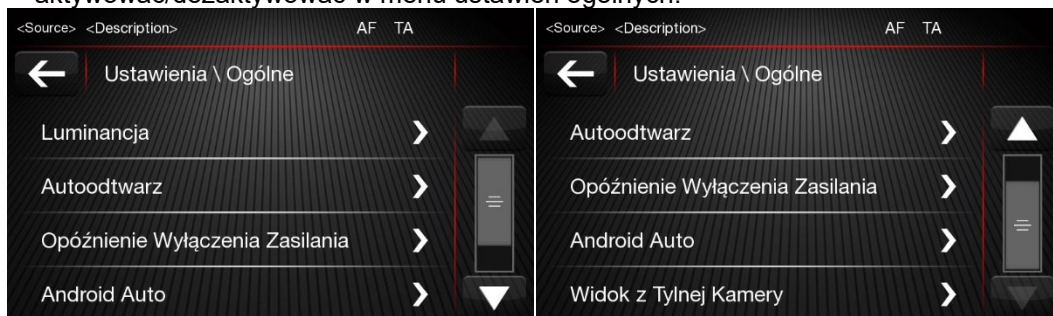 aktywować/dezaktywować w menu ustawień ogólnych.
<Source> <Description> AF TA
Ustawienia \ Ogólne
Luminancja
Autoodtwarz
Opóźnienie Wyłączenia Zasilania
Android Auto
<Source> <Description> AF TA
Ustawienia \ Ogólne
Autoodtwarz
Opóźnienie Wyłączenia Zasilania
Android Auto
Widok z Tylnej Kamery